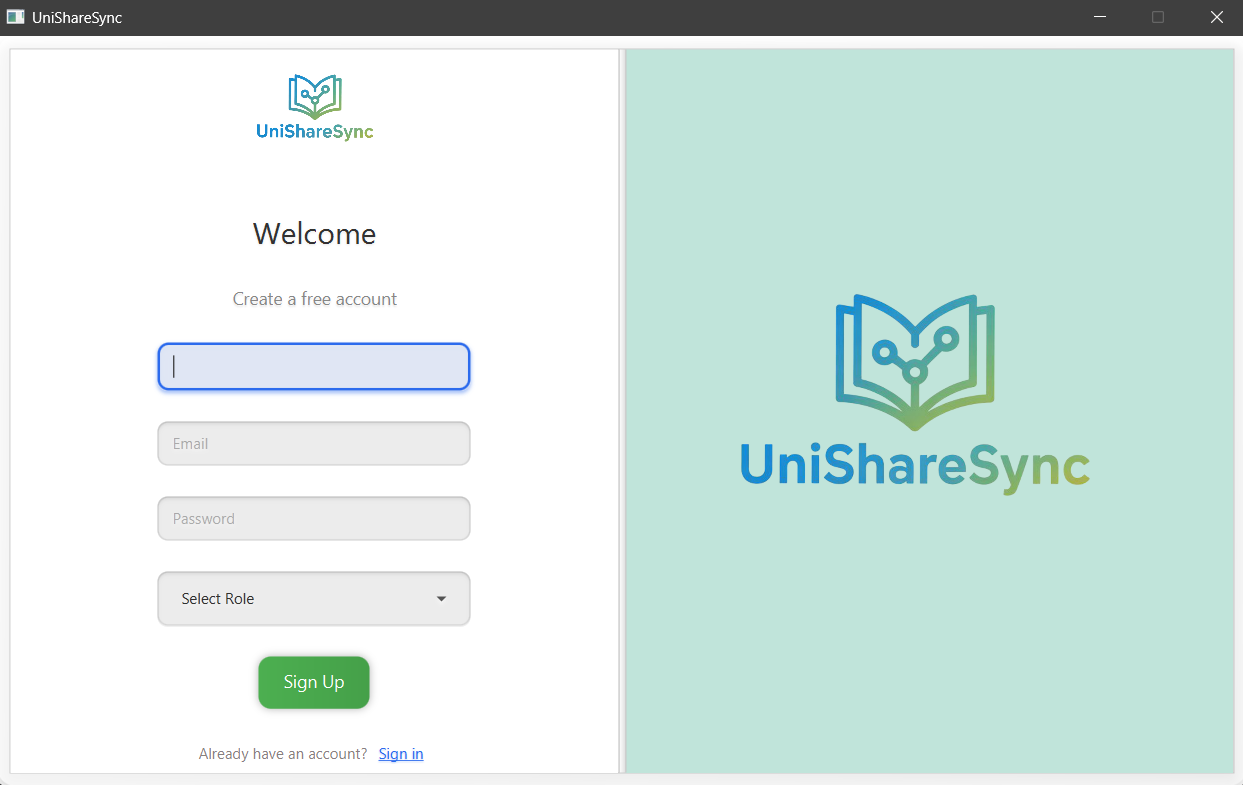 UniShareSync
UniShareSync
Welcome
Create a free account
Email
Password
Select Role
Sign Up
Already have an account? Sign in
UniShareSync